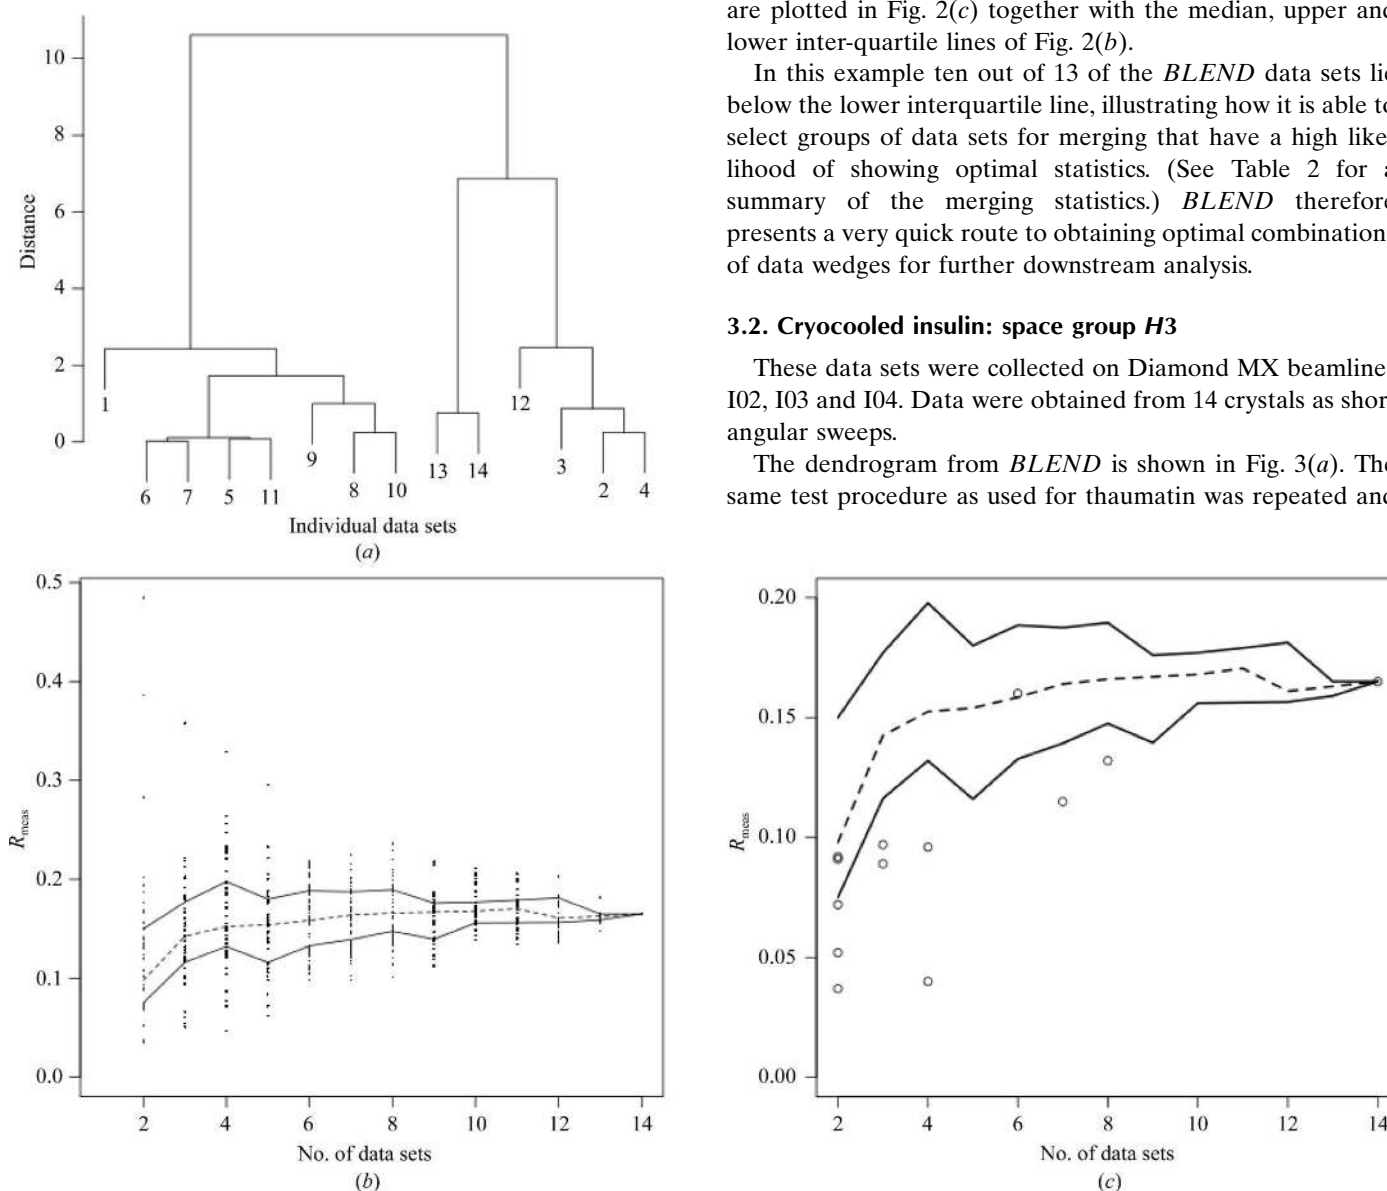 10
8
6
4
2
0
Distance
1
12
9
3
13
14
6
7
5
11
8
10
2
4
Individual data sets
(a)
are plotted in Fig. 2(c) together with the median, upper and
lower inter-quartile lines of Fig. 2(b).
In this example ten out of 13 of the BLEND data sets lie
below the lower interquartile line, illustrating how it is able to
select groups of data sets for merging that have a high like
lihood of showing optimal statistics. (See Table 2 for a
summary of the merging statistics.) BLEND therefore
presents a very quick route to obtaining optimal combination
of data wedges for further downstream analysis.
3.2. Cryocooled insulin: space group H3
These data sets were collected on Diamond MX beamline
I02, I03 and I04. Data were obtained from 14 crystals as shor
angular sweeps.
The dendrogram from BLEND is shown in Fig. 3(a). The
same test procedure as used for thaumatin was repeated and
0.5
0.4
0.3
0.2
0.1
0.0
Rmeas
2 4 6 8 10 12 14
No. of data sets
(b)
0.20
0.15
0.10
0.05
0.00
Rmeas
2 4 6 8 10 12 14
No. of data sets
(c)